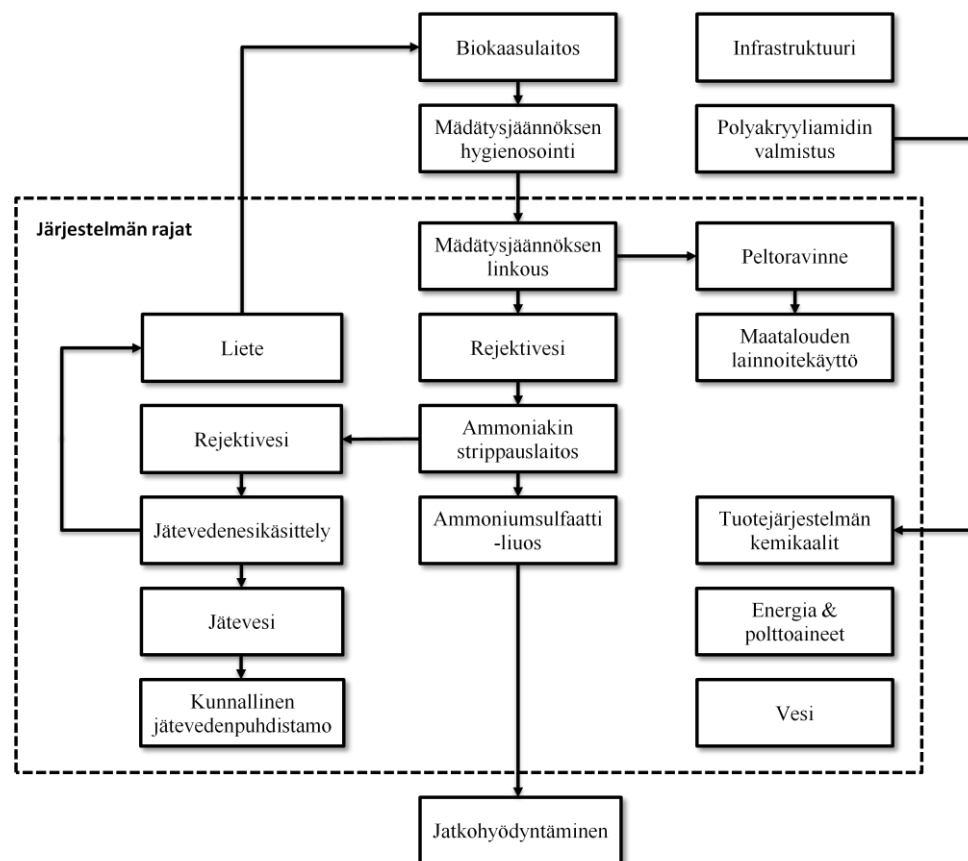 Biokaasulaitos
Infrastruktuuri
Mädätysjäännöksen
hygienosointi
Polyakryyliamidin
valmistus
Järjestelmän rajat
Mädätysjäännöksen
linkous
Peltoravinne
Liete
Rejektivesi
Maatalouden
lainnoitekäyttö
Rejektivesi
Ammoniakin
strippauslaitos
Jätevedenesikäsittely
Ammoniumsulfaatti
-liuos
Tuotejärjestelmän
kemikaalit
Jätevesi
Energia &
polttoaineet
Kunnallinen
jätevedenpuhdistamo
Vesi
Jatkohyödyntäminen